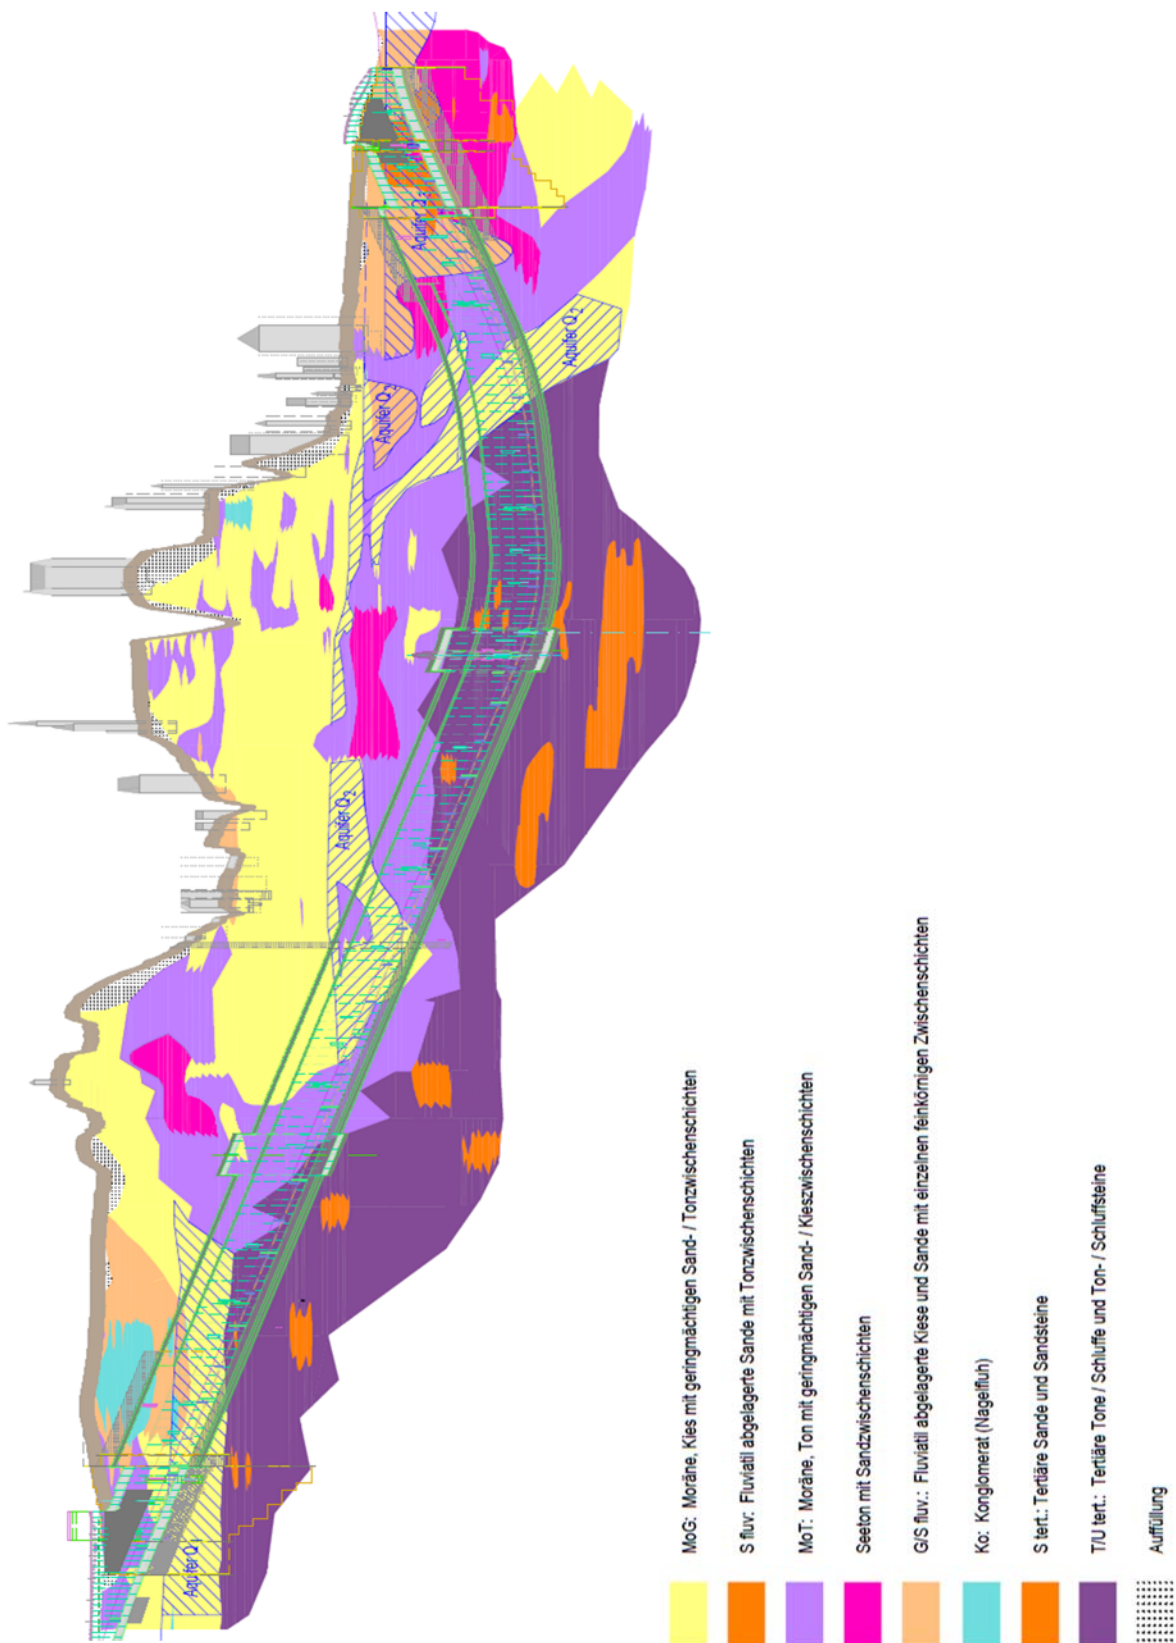 Aquifer Q1
Aquifer Q2
Aquifer Q2
Aquifer Q2
Aquifer Q3
MoG: Moräne, Kies mit geringmächtigen Sand- / Tonzwischenschichten
S fluv: Fluviatil abgelagerte Sande mit Tonzwischenschichten
MoT: Moräne, Ton mit geringmächtigen Sand- / Kieszwischenschichten
Seeton mit Sandzwischenschichten
G/S fluv.: Fluviatil abgelagerte Kiese und Sande mit einzelnen feinkörnigen Zwischenschichten
Ko: Konglomerat (Nagelfluh)
S tert.: Tertiäre Sande und Sandsteine
T/U tert.: Tertiäre Tone / Schluffe und Ton- / Schluffsteine
Auffüllung